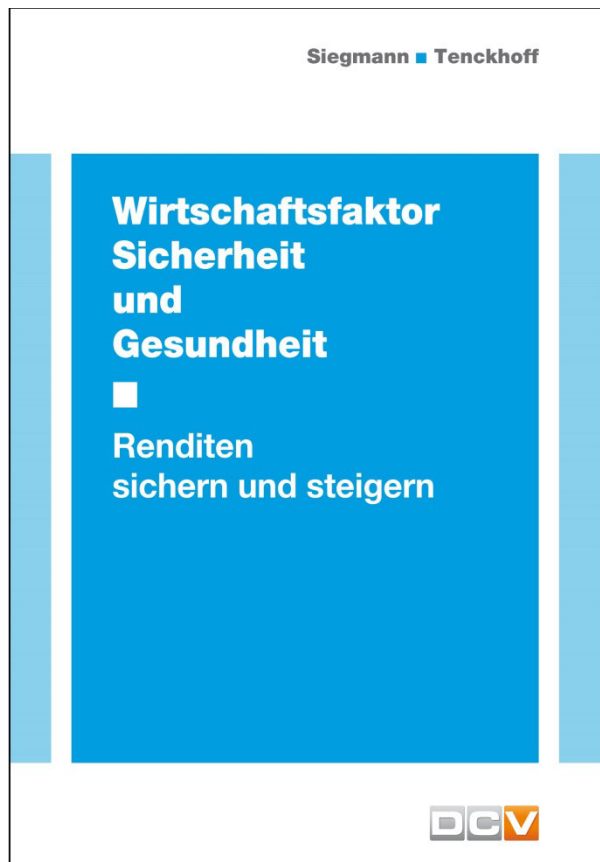 Siegmann ■ Tenckhoff
Wirtschaftsfaktor
Sicherheit
und
Gesundheit
Renditen
sichern und steigern
DCV